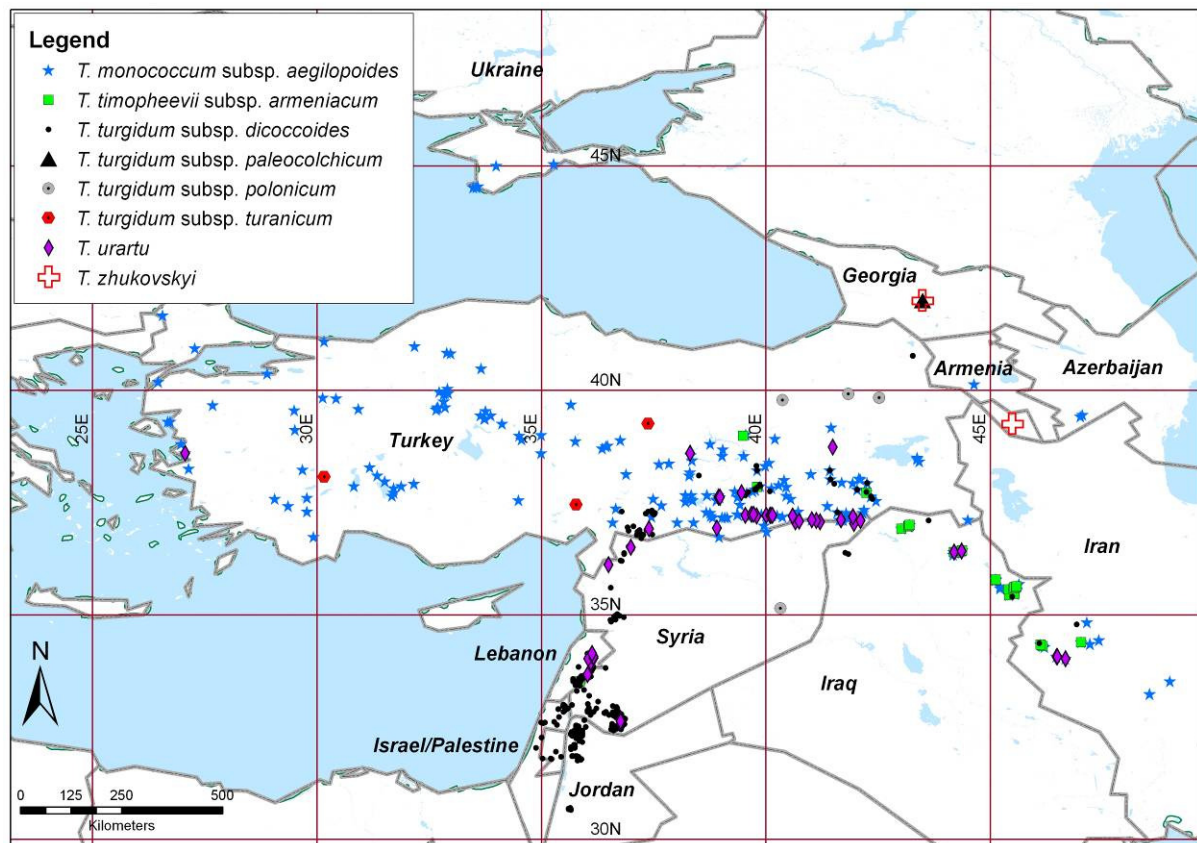 Legend
T. monococcum subsp. aegilopoides
T. timopheevii subsp. armeniacum
T. turgidum subsp. dicoccoides
T. turgidum subsp. paleocolchicum
T. turgidum subsp. polonicum
T. turgidum subsp. turanicum
T. urartu
T. zhukovskyi
Ukraine
45N
Georgia
Armenia
Azerbaijan
40N
25E
30E
35E
40E
45E
Turkey
Iran
35N
Syria
Lebanon
Iraq
N
Israel/Palestine
Jordan
0 125 250 500
Kilometers
30N